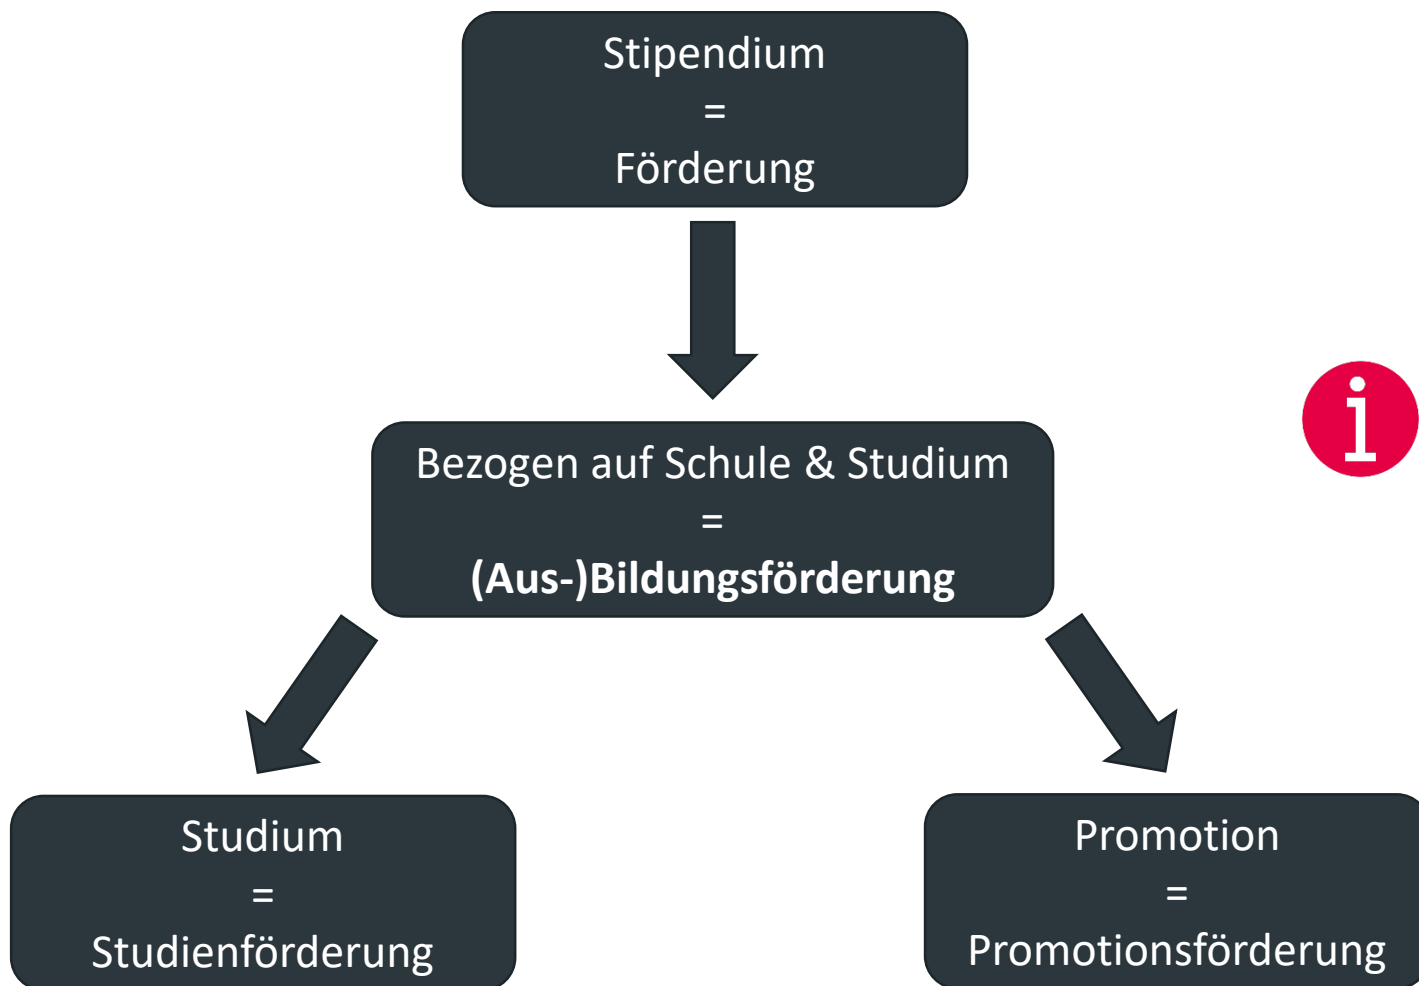 Stipendium
=
Förderung
Bezogen auf Schule & Studium
=
(Aus-)Bildungsförderung
i
Studium
=
Studienförderung
Promotion
=
Promotionsförderung